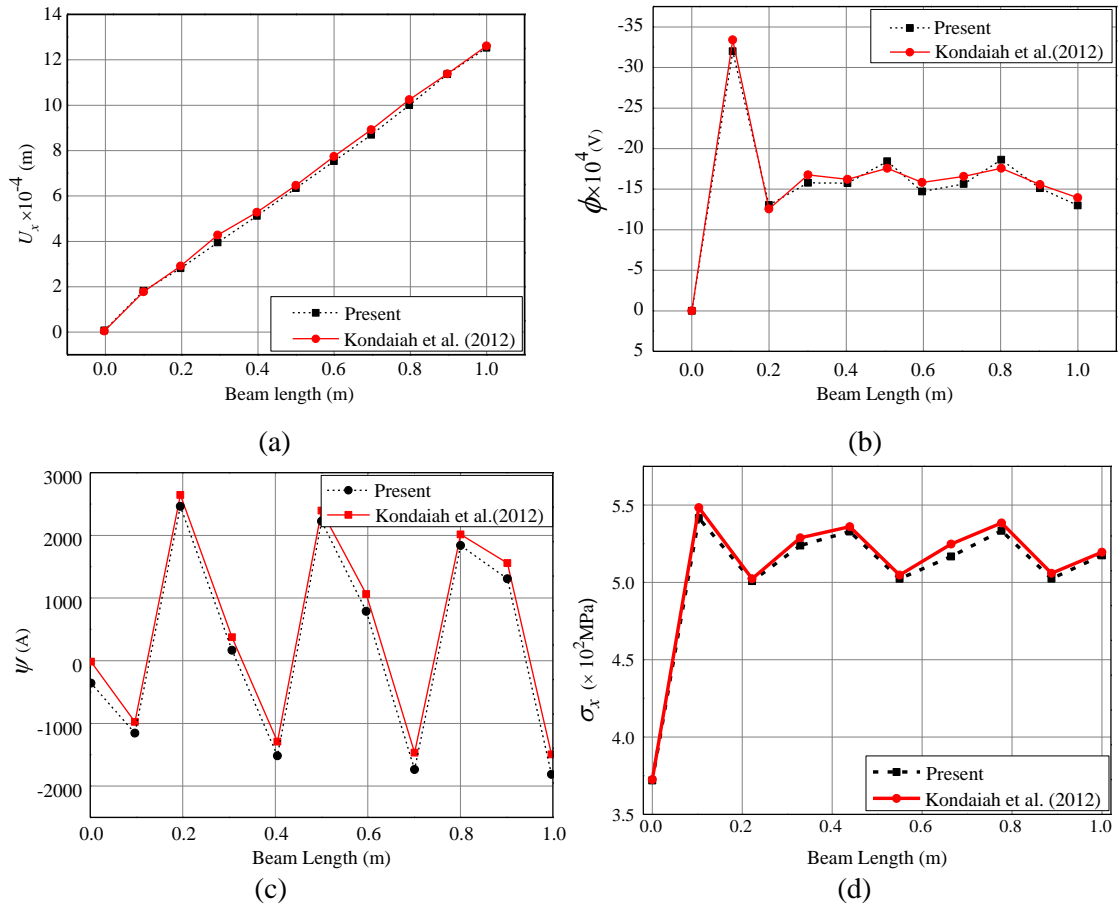 14
12
10
8
6
4
2
0
U_x ×10⁻⁴ (m)
Present
Kondaiah et al. (2012)
0.0 0.2 0.4 0.6 0.8 1.0
Beam length (m)
(a)
-35
-30
-25
-20
-15
-10
-5
0
5
ϕ×10⁴ (V)
Present
Kondaiah et al.(2012)
0.0 0.2 0.4 0.6 0.8 1.0
Beam Length (m)
(b)
3000
2000
1000
0
-1000
-2000
ψ (A)
Present
Kondaiah et al.(2012)
0.0 0.2 0.4 0.6 0.8 1.0
Beam Length (m)
(c)
5.5
5.0
4.5
4.0
3.5
σ_x (× 10²MPa)
Present
Kondaiah et al. (2012)
0.0 0.2 0.4 0.6 0.8 1.0
Beam Length (m)
(d)